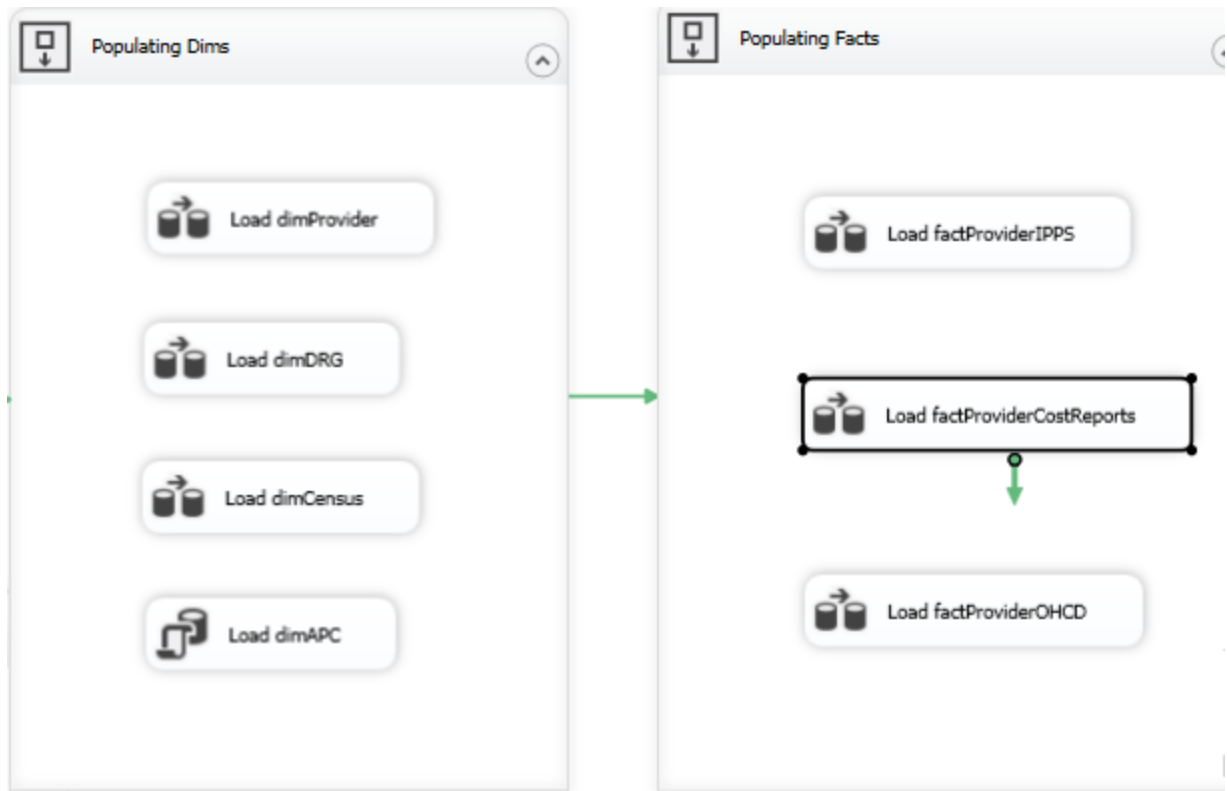 Populating Dims
Load dimProvider
Load dimDRG
Load dimCensus
Load dimAPC
Populating Facts
Load factProviderIPPS
Load factProviderCostReports
Load factProviderOHCD